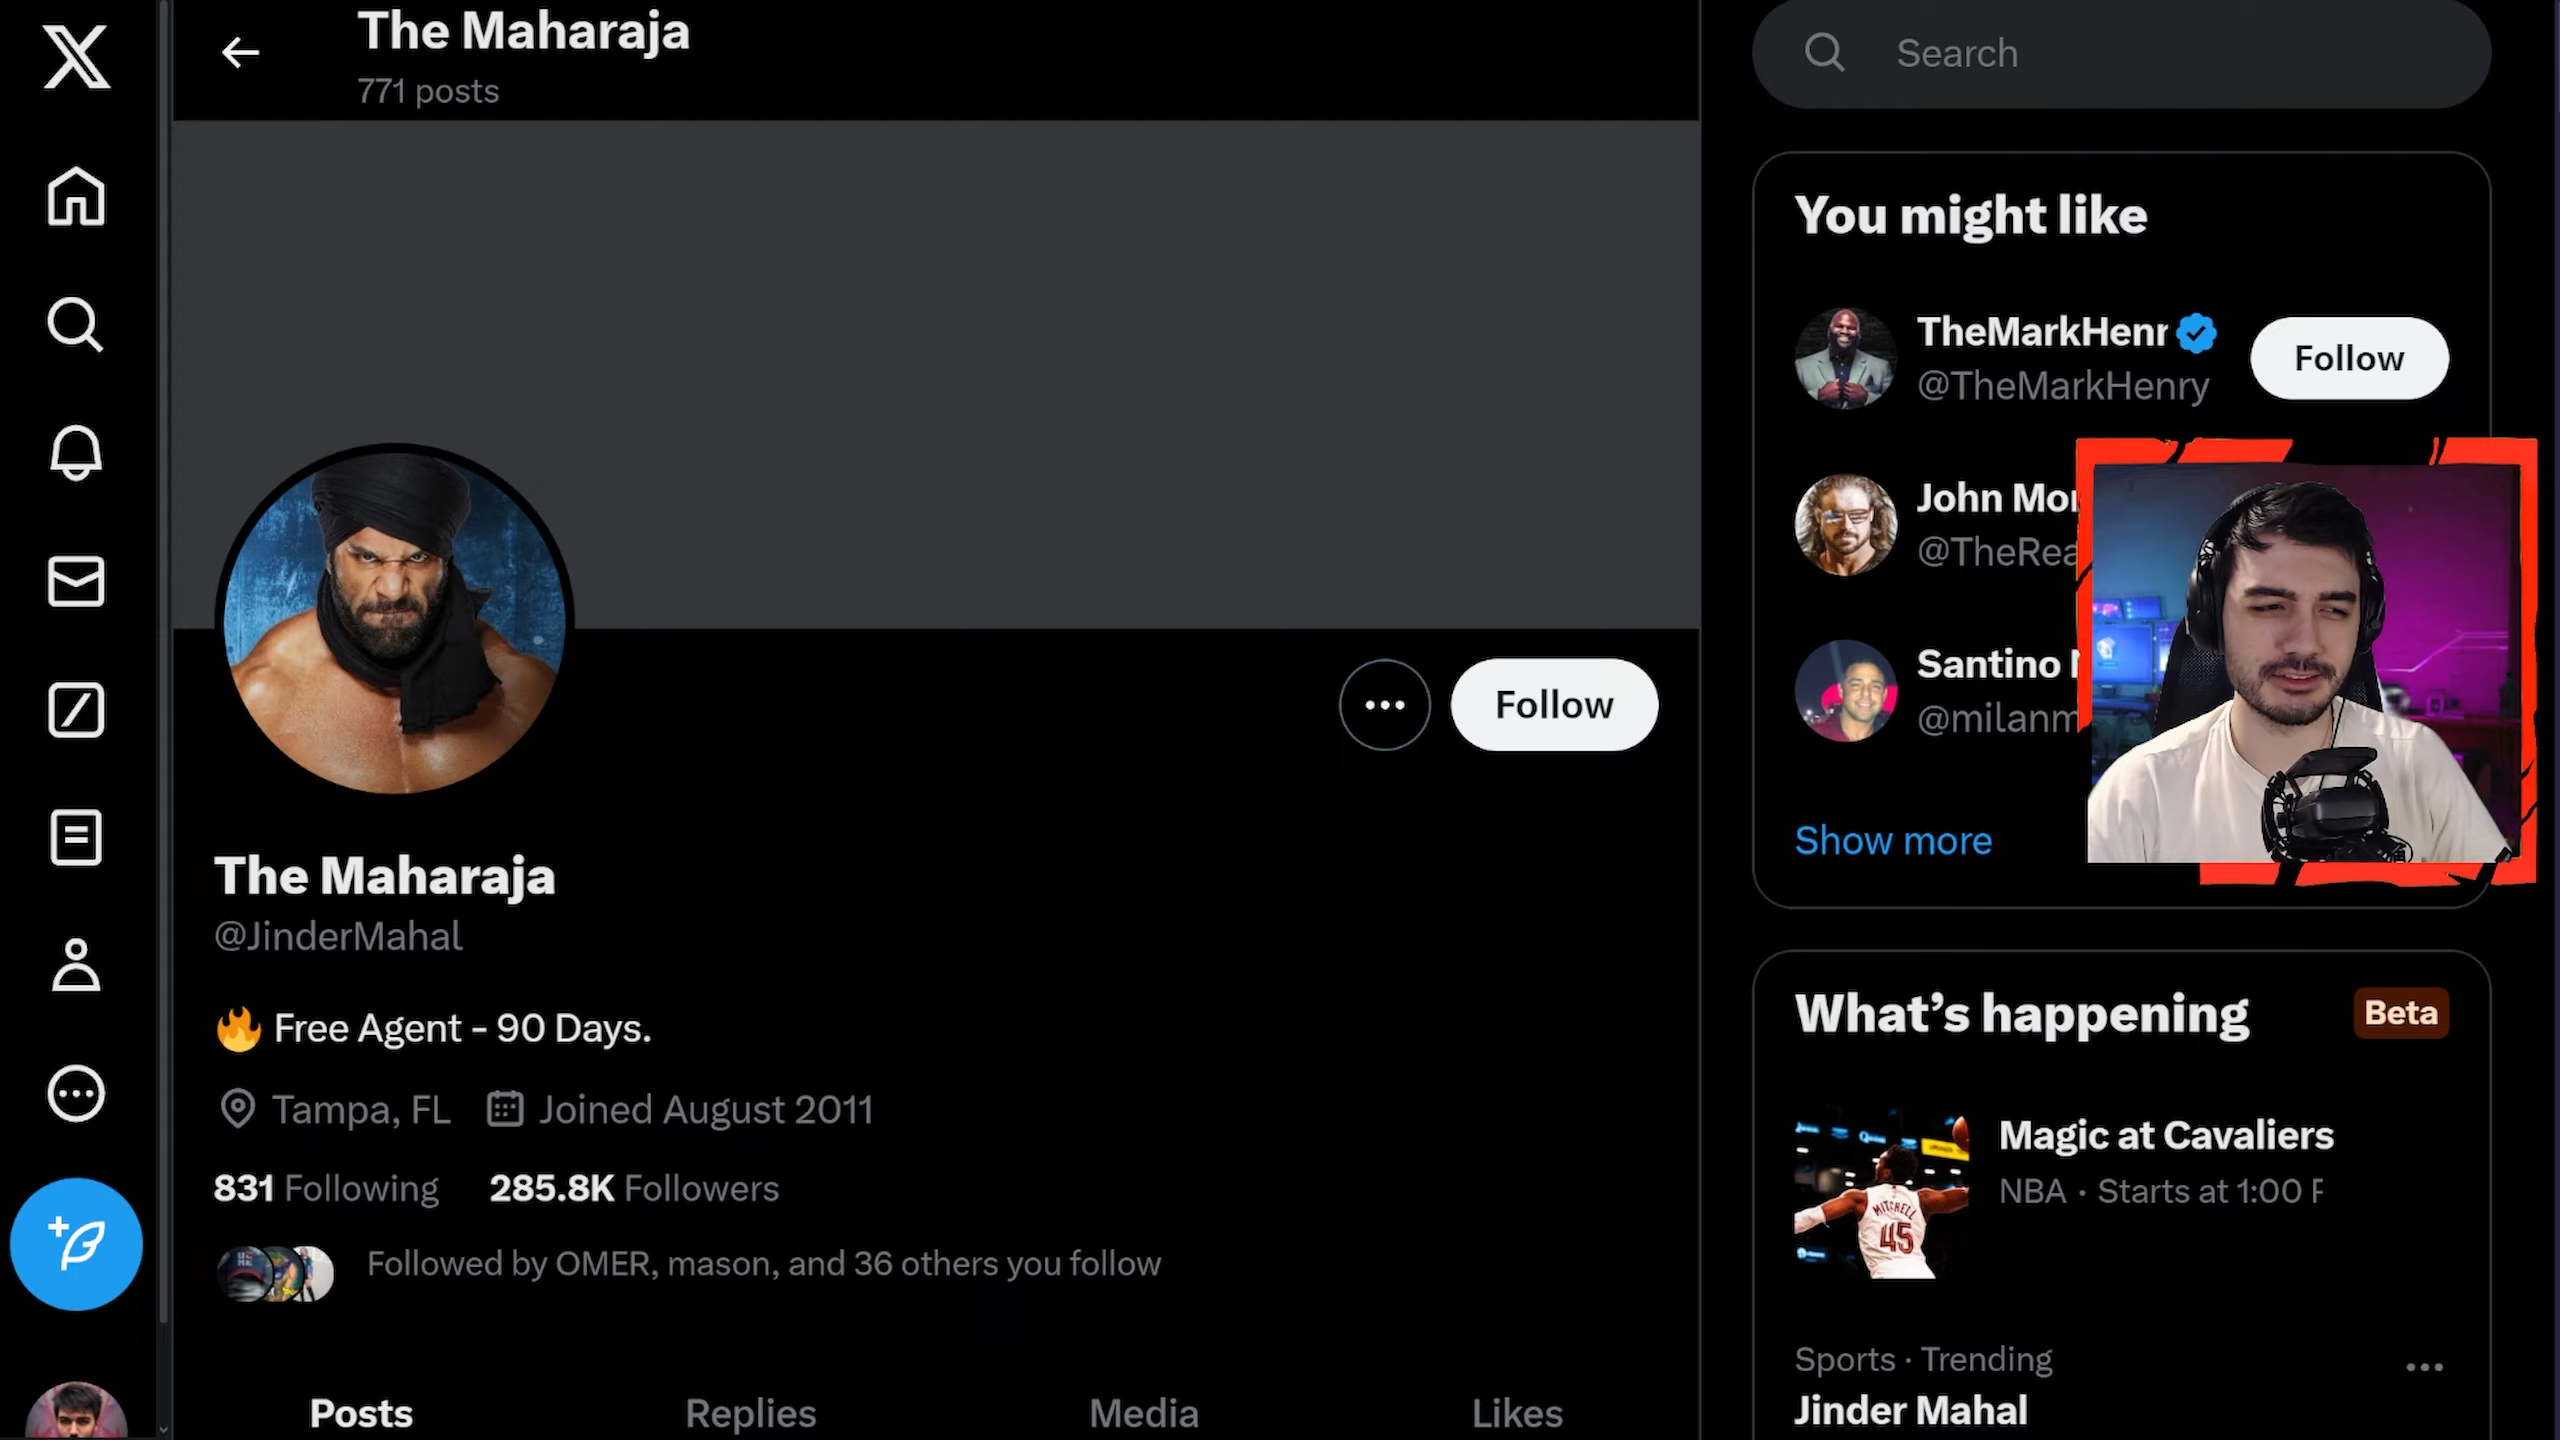 The Maharaja
771 posts
Search
You might like
TheMarkHenr
@TheMarkHenry
Follow
John Mor
@TheRea
Santino
@milanm
Show more
Follow
The Maharaja
@JinderMahal
🔥 Free Agent - 90 Days.
Tampa, FL Joined August 2011
831 Following 285.8K Followers
Followed by OMER, mason, and 36 others you follow
Posts Replies Media Likes
What's happening
Beta
Magic at Cavaliers
NBA · Starts at 1:00 P
MITCHELL
45
Sports · Trending
Jinder Mahal